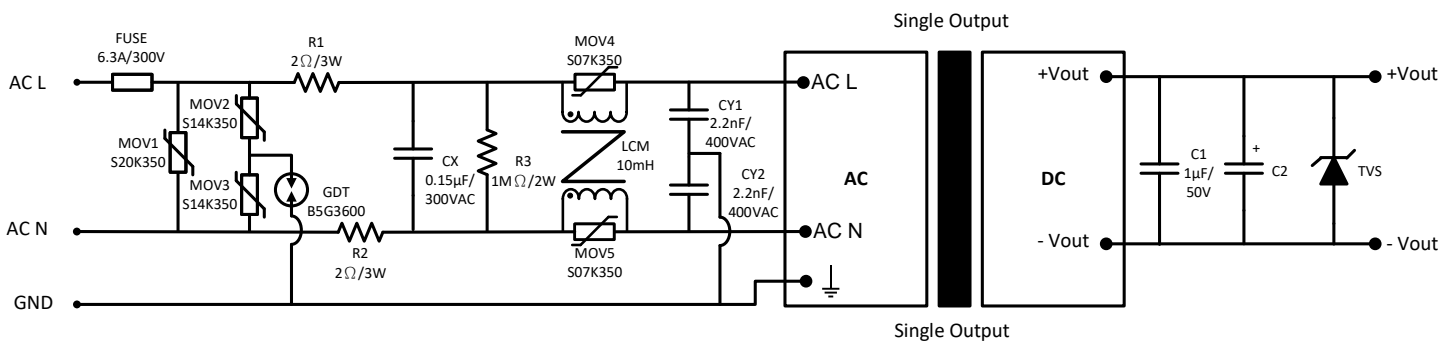 Single Output
FUSE
6.3A/300V
R1
2Ω/3W
MOV4
S07K350
AC L
AC L
+Vout
+Vout
MOV2
S14K350
MOV1
S20K350
CY1
2.2nF/
400VAC
LCM
10mH
CX
0.15μF/
300VAC
R3
1MΩ/2W
MOV3
S14K350
GDT
B5G3600
CY2
2.2nF/
400VAC
AC
DC
C1
1μF/
50V
+
C2
TVS
AC N
AC N
- Vout
- Vout
R2
2Ω/3W
MOV5
S07K350
GND
Single Output